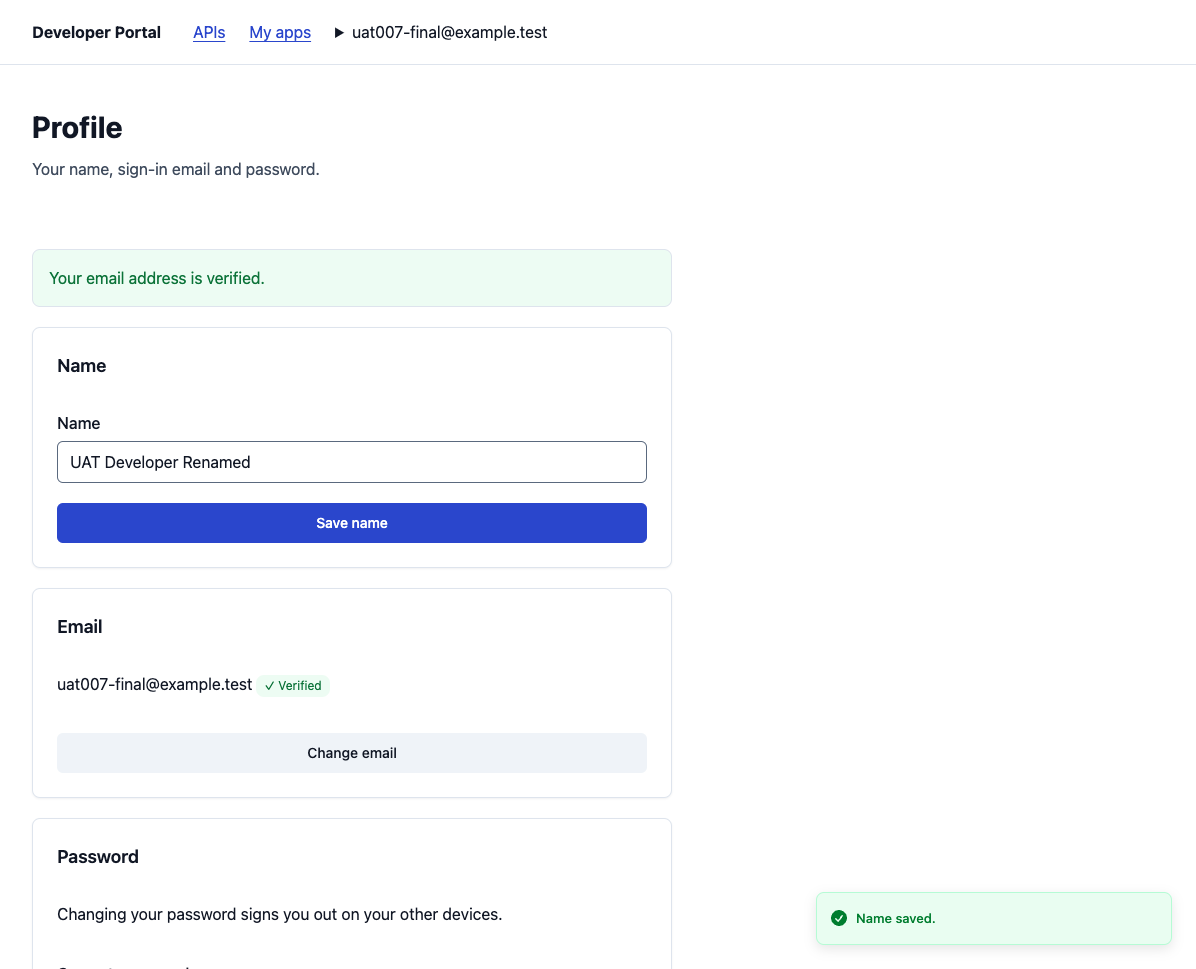 Developer Portal APIs My apps ▶ uat007-final@example.test
Profile
Your name, sign-in email and password.
Your email address is verified.
Name
Name
UAT Developer Renamed
Save name
Email
uat007-final@example.test ✓ Verified
Change email
Password
Changing your password signs you out on your other devices.
Name saved.